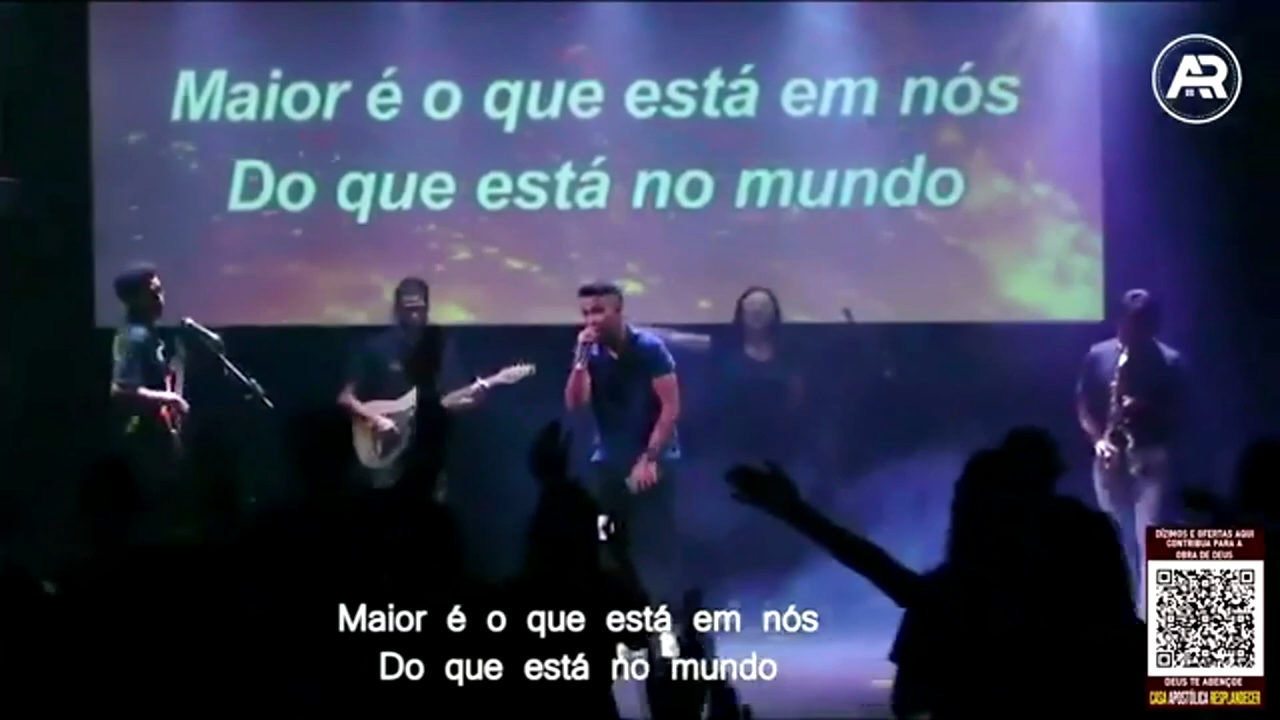 Maior é o que está em nós
Do que está no mundo
AR
Maior é o que está em nós
Do que está no mundo
DÍZIMOS E OFERTAS AQUI
CONTRIBUA PARA A
OBRA DE DEUS
DEUS TE ABENÇOE
CASA APOSTÓLICA RESPLANDECER